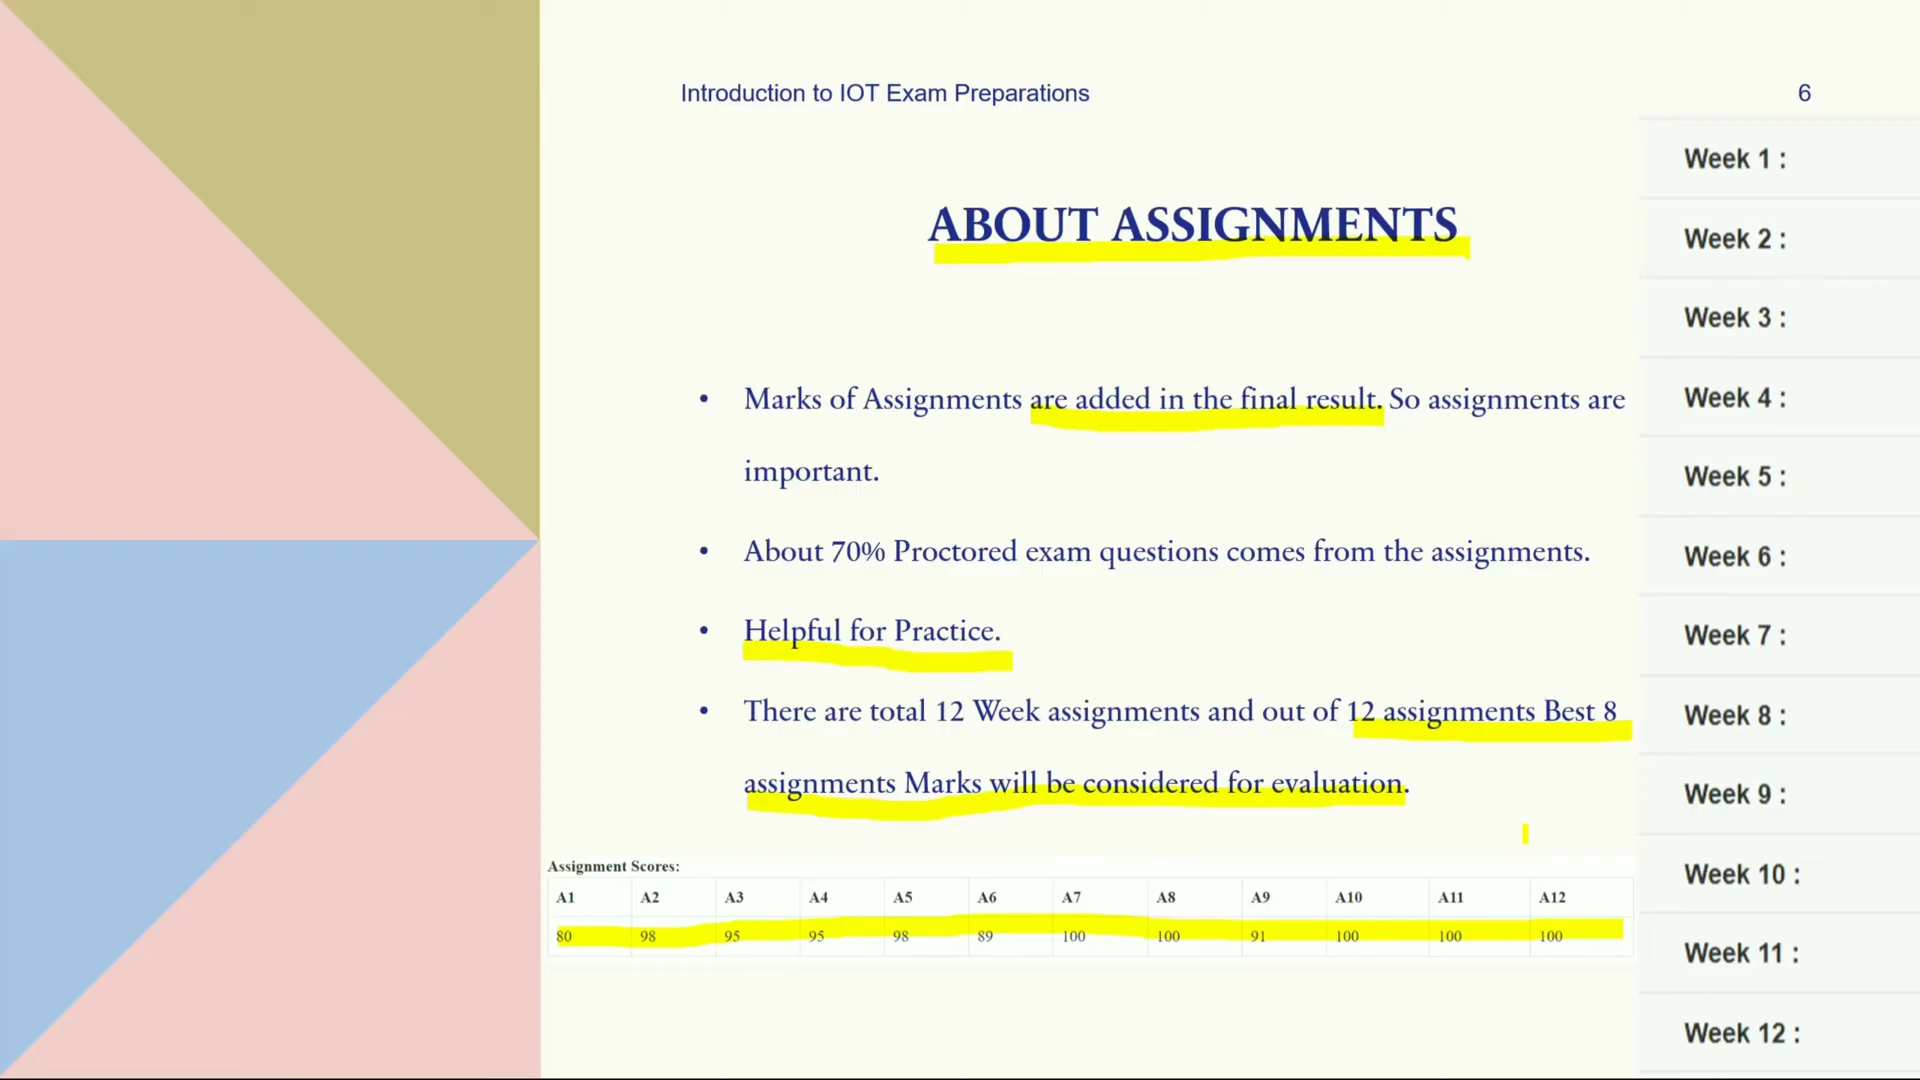 Introduction to IOT Exam Preparations
6
ABOUT ASSIGNMENTS
• Marks of Assignments are added in the final result. So assignments are
important.
• About 70% Proctored exam questions comes from the assignments.
• Helpful for Practice.
• There are total 12 Week assignments and out of 12 assignments Best 8
assignments Marks will be considered for evaluation.
Assignment Scores:
A1 A2 A3 A4 A5 A6 A7 A8 A9 A10 A11 A12
80 98 95 95 98 89 100 100 91 100 100 100
Week 1 :
Week 2 :
Week 3 :
Week 4 :
Week 5 :
Week 6 :
Week 7 :
Week 8 :
Week 9 :
Week 10 :
Week 11 :
Week 12 :